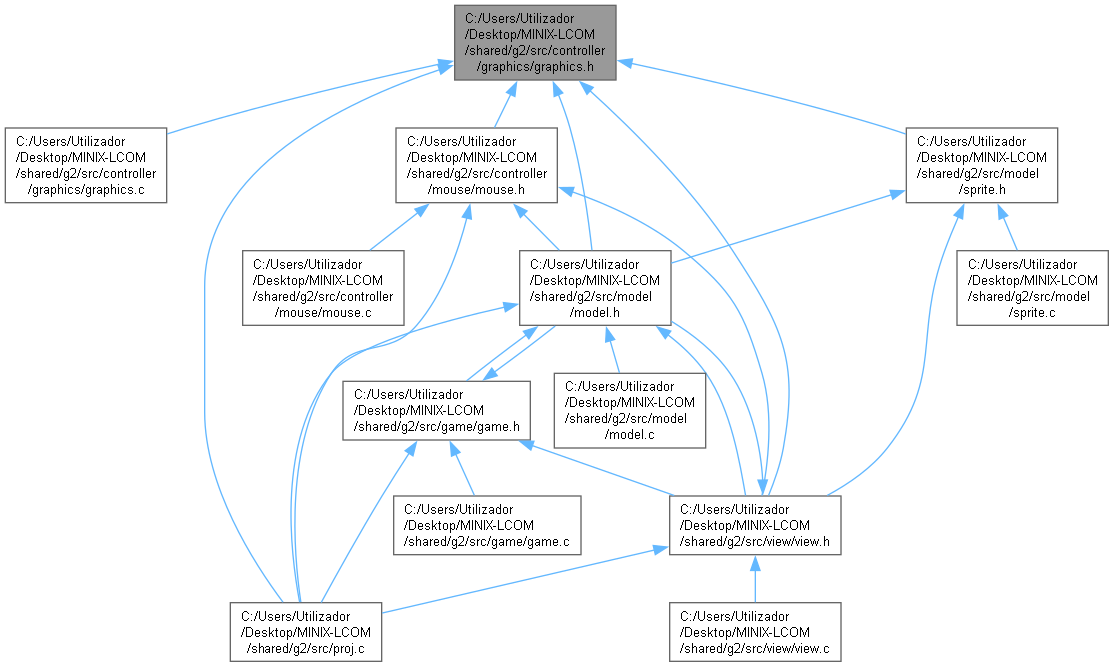 C:/Users/Utilizador
/Desktop/MINIX-LCOM
/shared/g2/src/controller
/graphics/graphics.h
C:/Users/Utilizador
/Desktop/MINIX-LCOM
/shared/g2/src/controller
/graphics/graphics.c
C:/Users/Utilizador
/Desktop/MINIX-LCOM
/shared/g2/src/controller
/mouse/mouse.h
C:/Users/Utilizador
/Desktop/MINIX-LCOM
/shared/g2/src/model
/sprite.h
C:/Users/Utilizador
/Desktop/MINIX-LCOM
/shared/g2/src/controller
/mouse/mouse.c
C:/Users/Utilizador
/Desktop/MINIX-LCOM
/shared/g2/src/model
/model.h
C:/Users/Utilizador
/Desktop/MINIX-LCOM
/shared/g2/src/model
/sprite.c
C:/Users/Utilizador
/Desktop/MINIX-LCOM
/shared/g2/src/game/game.h
C:/Users/Utilizador
/Desktop/MINIX-LCOM
/shared/g2/src/model
/model.c
C:/Users/Utilizador
/Desktop/MINIX-LCOM
/shared/g2/src/game/game.c
C:/Users/Utilizador
/Desktop/MINIX-LCOM
/shared/g2/src/view/view.h
C:/Users/Utilizador
/Desktop/MINIX-LCOM
/shared/g2/src/proj.c
C:/Users/Utilizador
/Desktop/MINIX-LCOM
/shared/g2/src/view/view.c